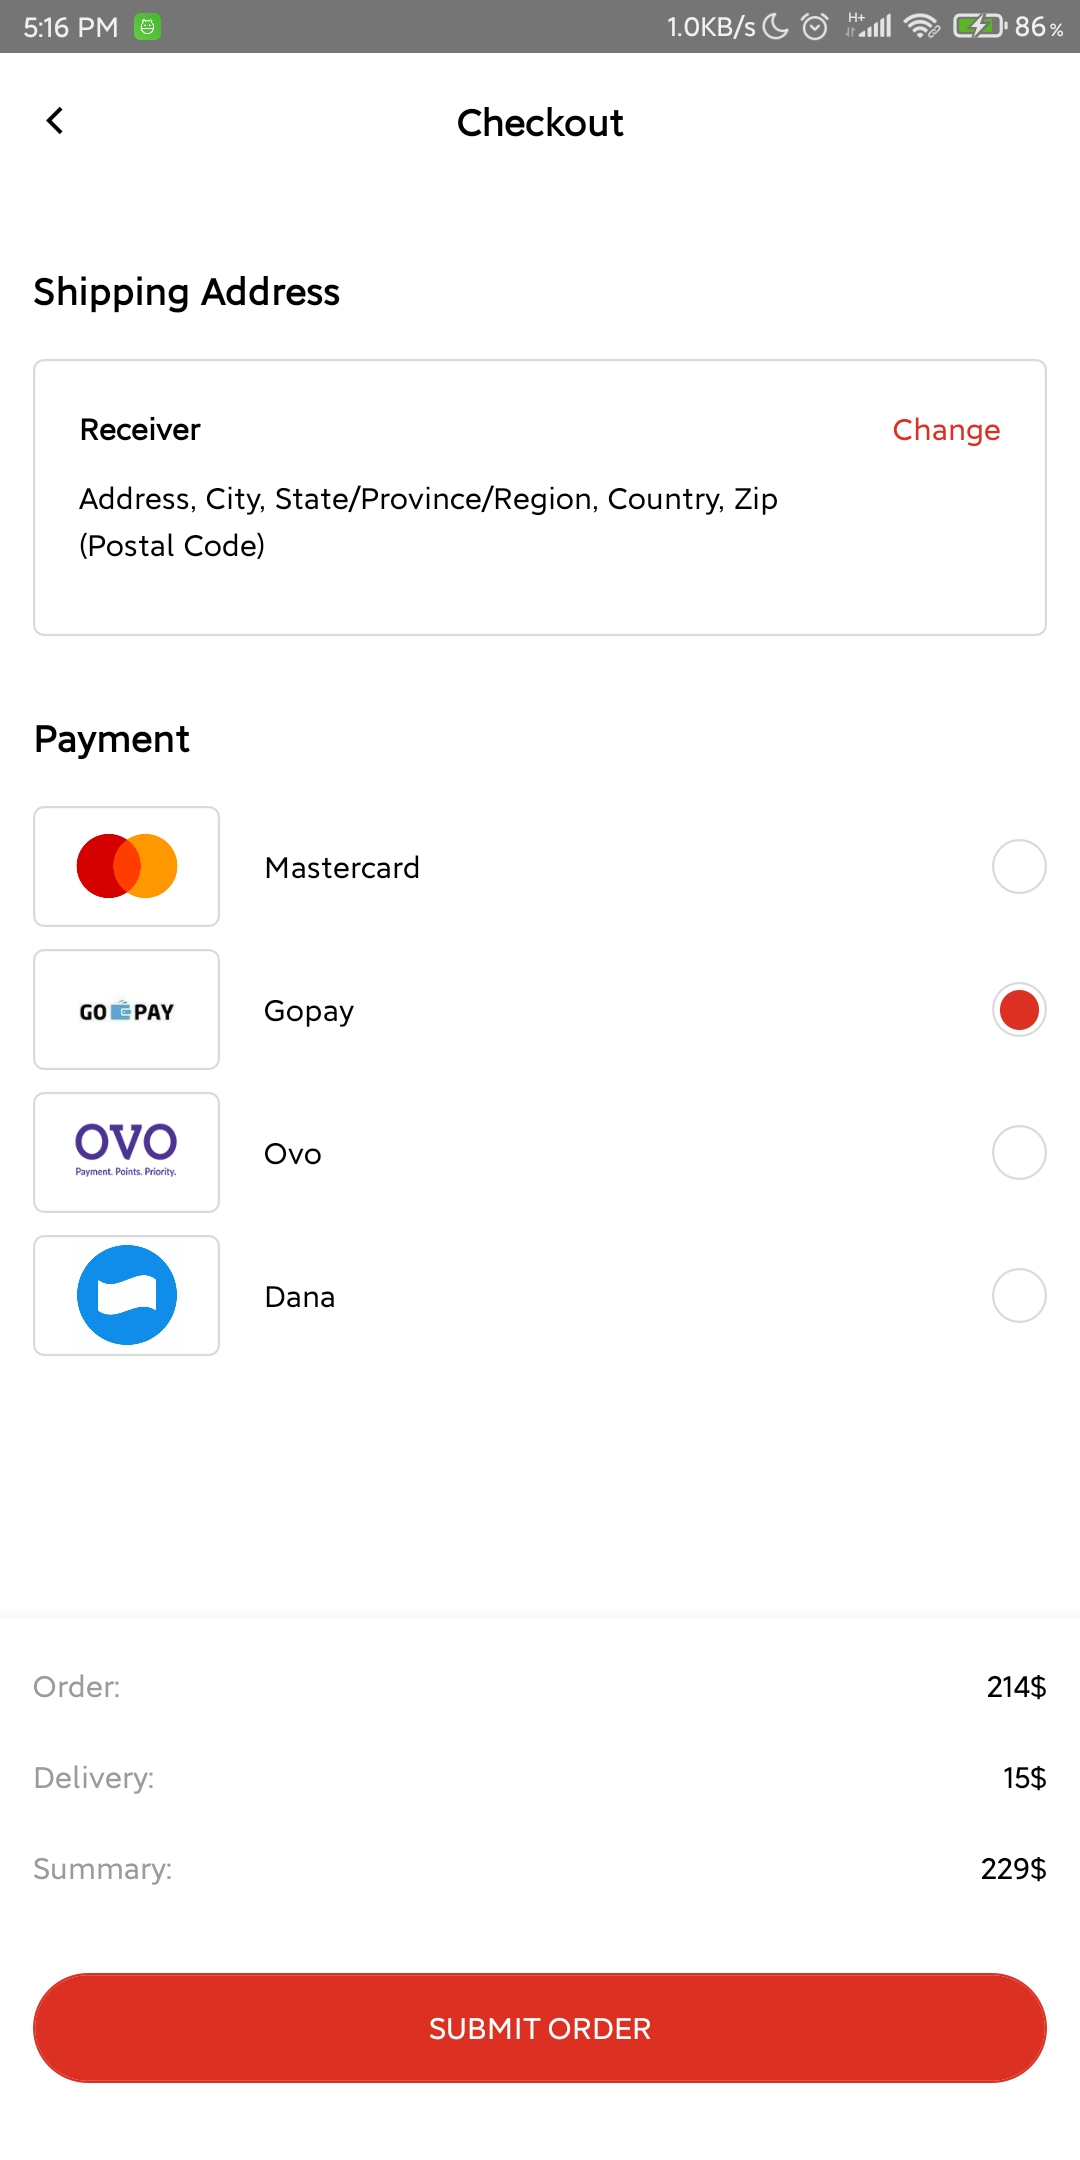 5:16 PM 1.0KB/s H+ 86%
Checkout
Shipping Address
Receiver Change
Address, City, State/Province/Region, Country, Zip
(Postal Code)
Payment
Mastercard
GO PAY Gopay
OVO
Payment. Points. Priority.
Ovo
Dana
Order: 214$
Delivery: 15$
Summary: 229$
SUBMIT ORDER